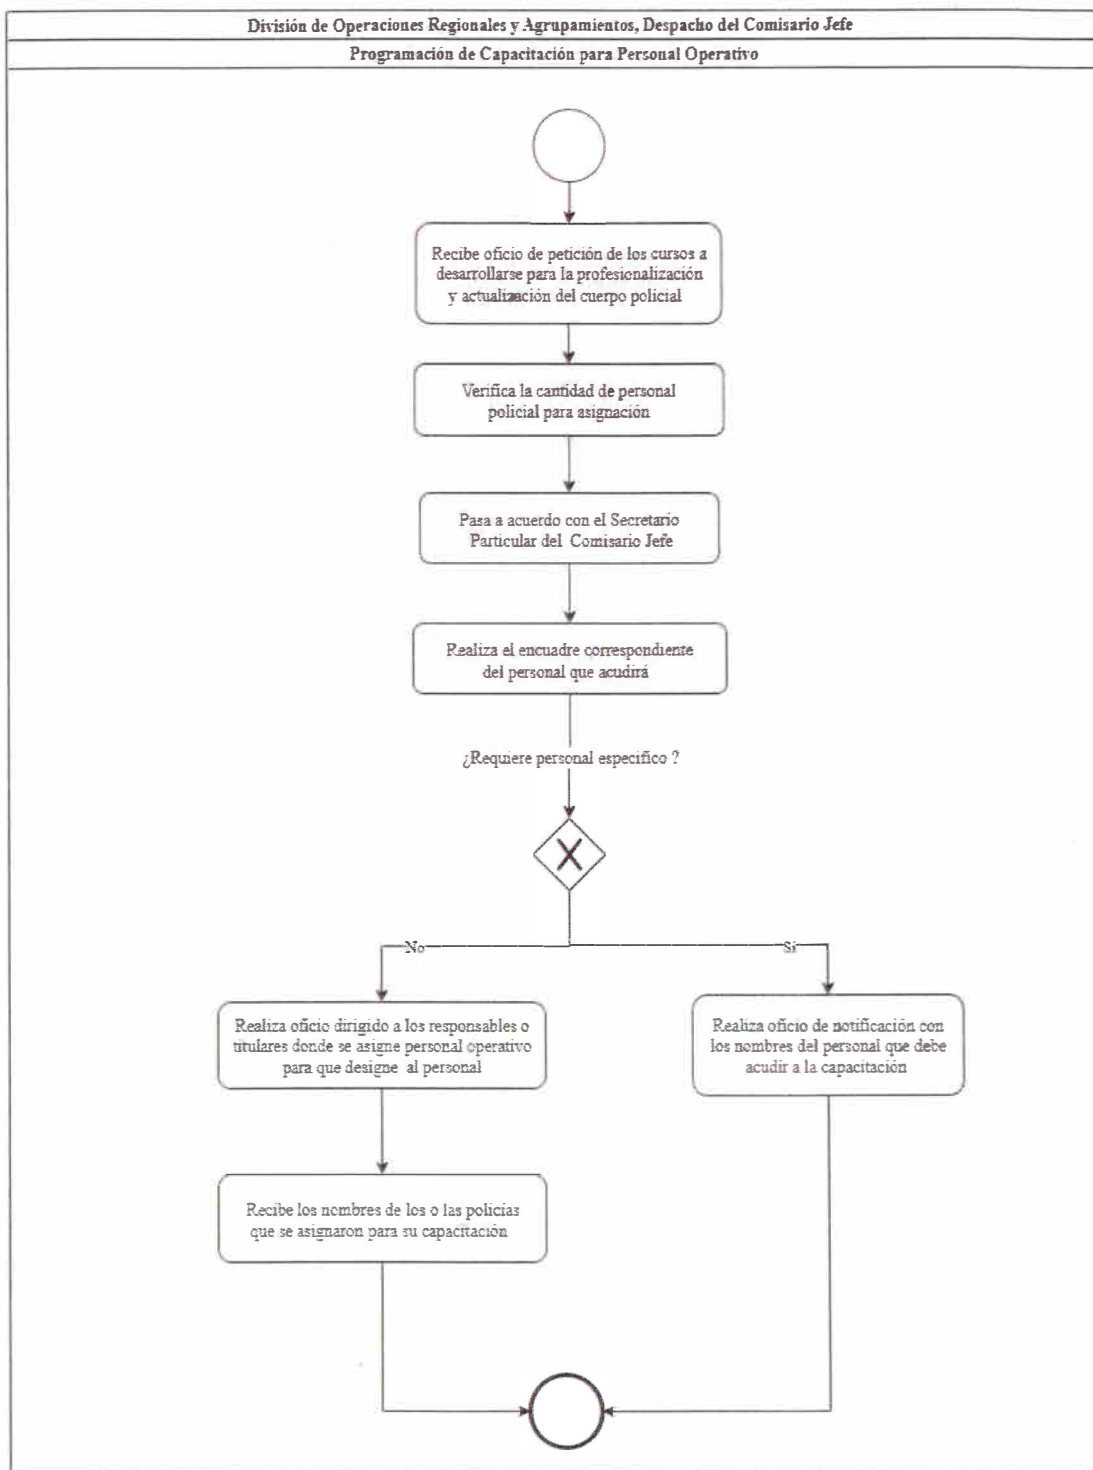 División de Operaciones Regionales y Agrupamientos, Despacho del Comisario Jefe
Programación de Capacitación para Personal Operativo
Recibe oficio de petición de los cursos a
desarrollarse para la profesionalización
y actualización del cuerpo policial
Verifica la cantidad de personal
policial para asignación
Pasa a acuerdo con el Secretario
Particular del Comisario Jefe
Realiza el encuadre correspondiente
del personal que acudirá
¿Requiere personal especifico ?
X
No
Si
Realiza oficio dirigido a los responsables o
titulares donde se asigne personal operativo
para que designe al personal
Realiza oficio de notificación con
los nombres del personal que debe
acudir a la capacitación
Recibe los nombres de los o las policías
que se asignaron para su capacitación